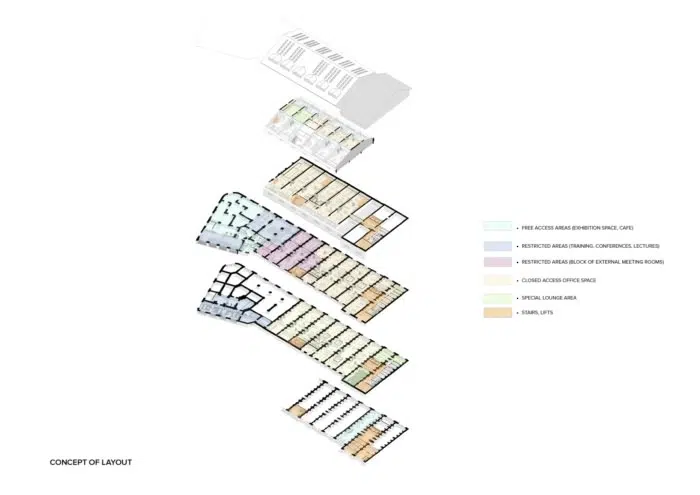 • FREE ACCESS AREAS (EXHIBITION SPACE, CAFE)
• RESTRICTED AREAS (TRAINING, CONFERENCES, LECTURES)
• RESTRICTED AREAS (BLOCK OF EXTERNAL MEETING ROOMS)
• CLOSED ACCESS OFFICE SPACE
• SPECIAL LOUNGE AREA
• STAIRS, LIFTS
CONCEPT OF LAYOUT